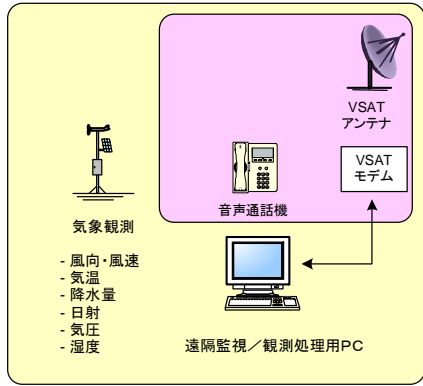 VSAT
アンテナ
VSAT
モデム
音声通話機
気象観測
- 風向・風速
- 気温
- 降水量
- 日射
- 気圧
- 湿度
遠隔監視／観測処理用PC